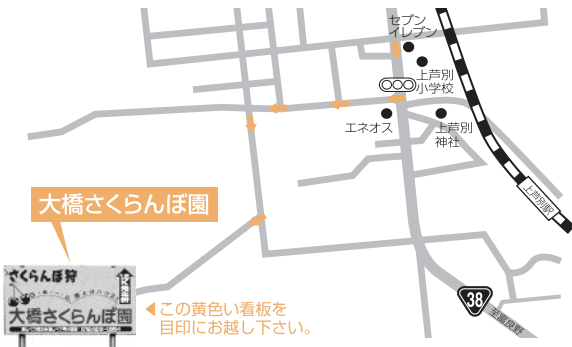 セブン
イレブン
上芦別
小学校
エネオス
上芦別
神社
上芦別駅
大橋さくらんぼ園
さくらんぼ狩
大橋さくらんぼ園
この黄色い看板を
目印にお越し下さい。
38
至富良野